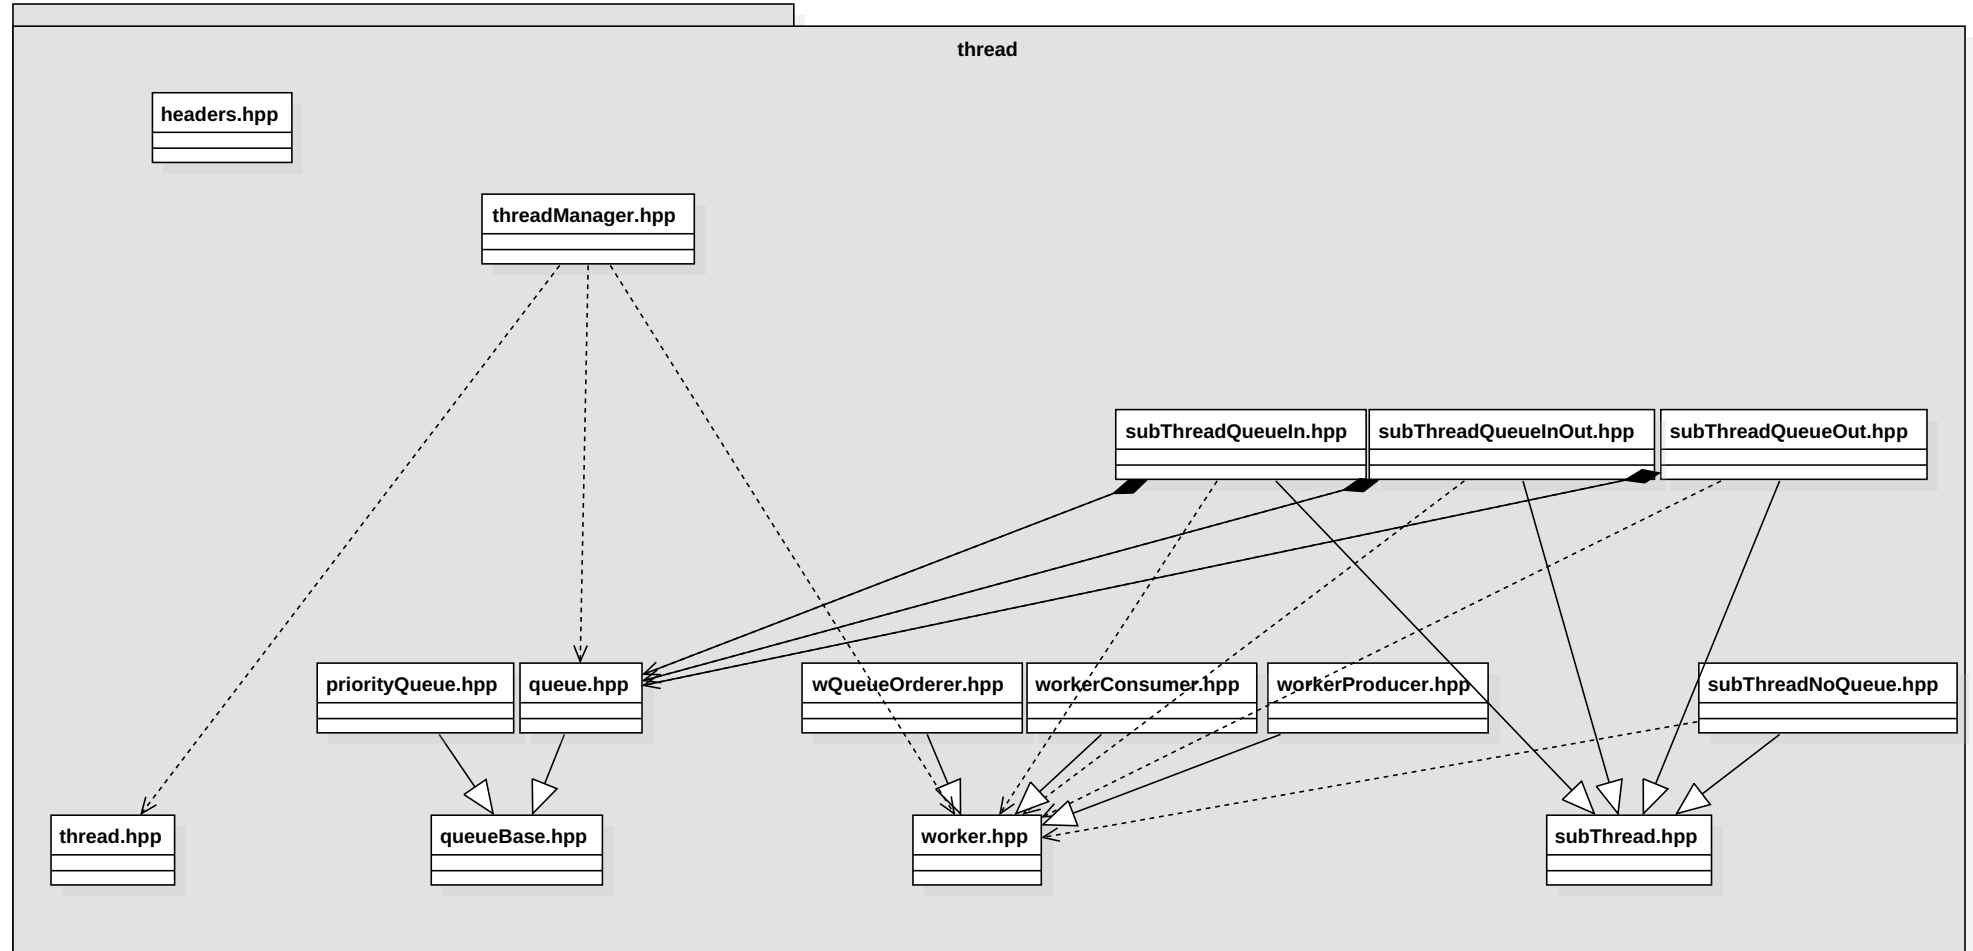 thread
headers.hpp
threadManager.hpp
subThreadQueueIn.hpp
subThreadQueueInOut.hpp
subThreadQueueOut.hpp
priorityQueue.hpp
queue.hpp
wQueueOrderer.hpp
workerConsumer.hpp
workerProducer.hpp
subThreadNoQueue.hpp
thread.hpp
queueBase.hpp
worker.hpp
subThread.hpp